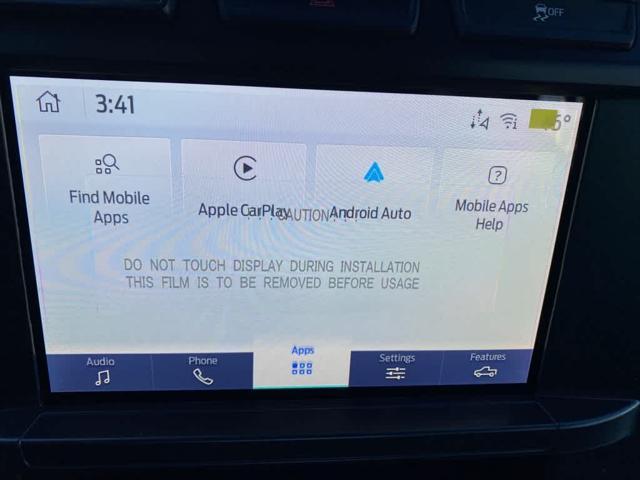 OFF
3:41
Find Mobile
Apps
Apple CarPlay
Android Auto
Mobile Apps
Help
CAUTION
DO NOT TOUCH DISPLAY DURING INSTALLATION
THIS FILM IS TO BE REMOVED BEFORE USAGE
Audio
Phone
Apps
Settings
Features